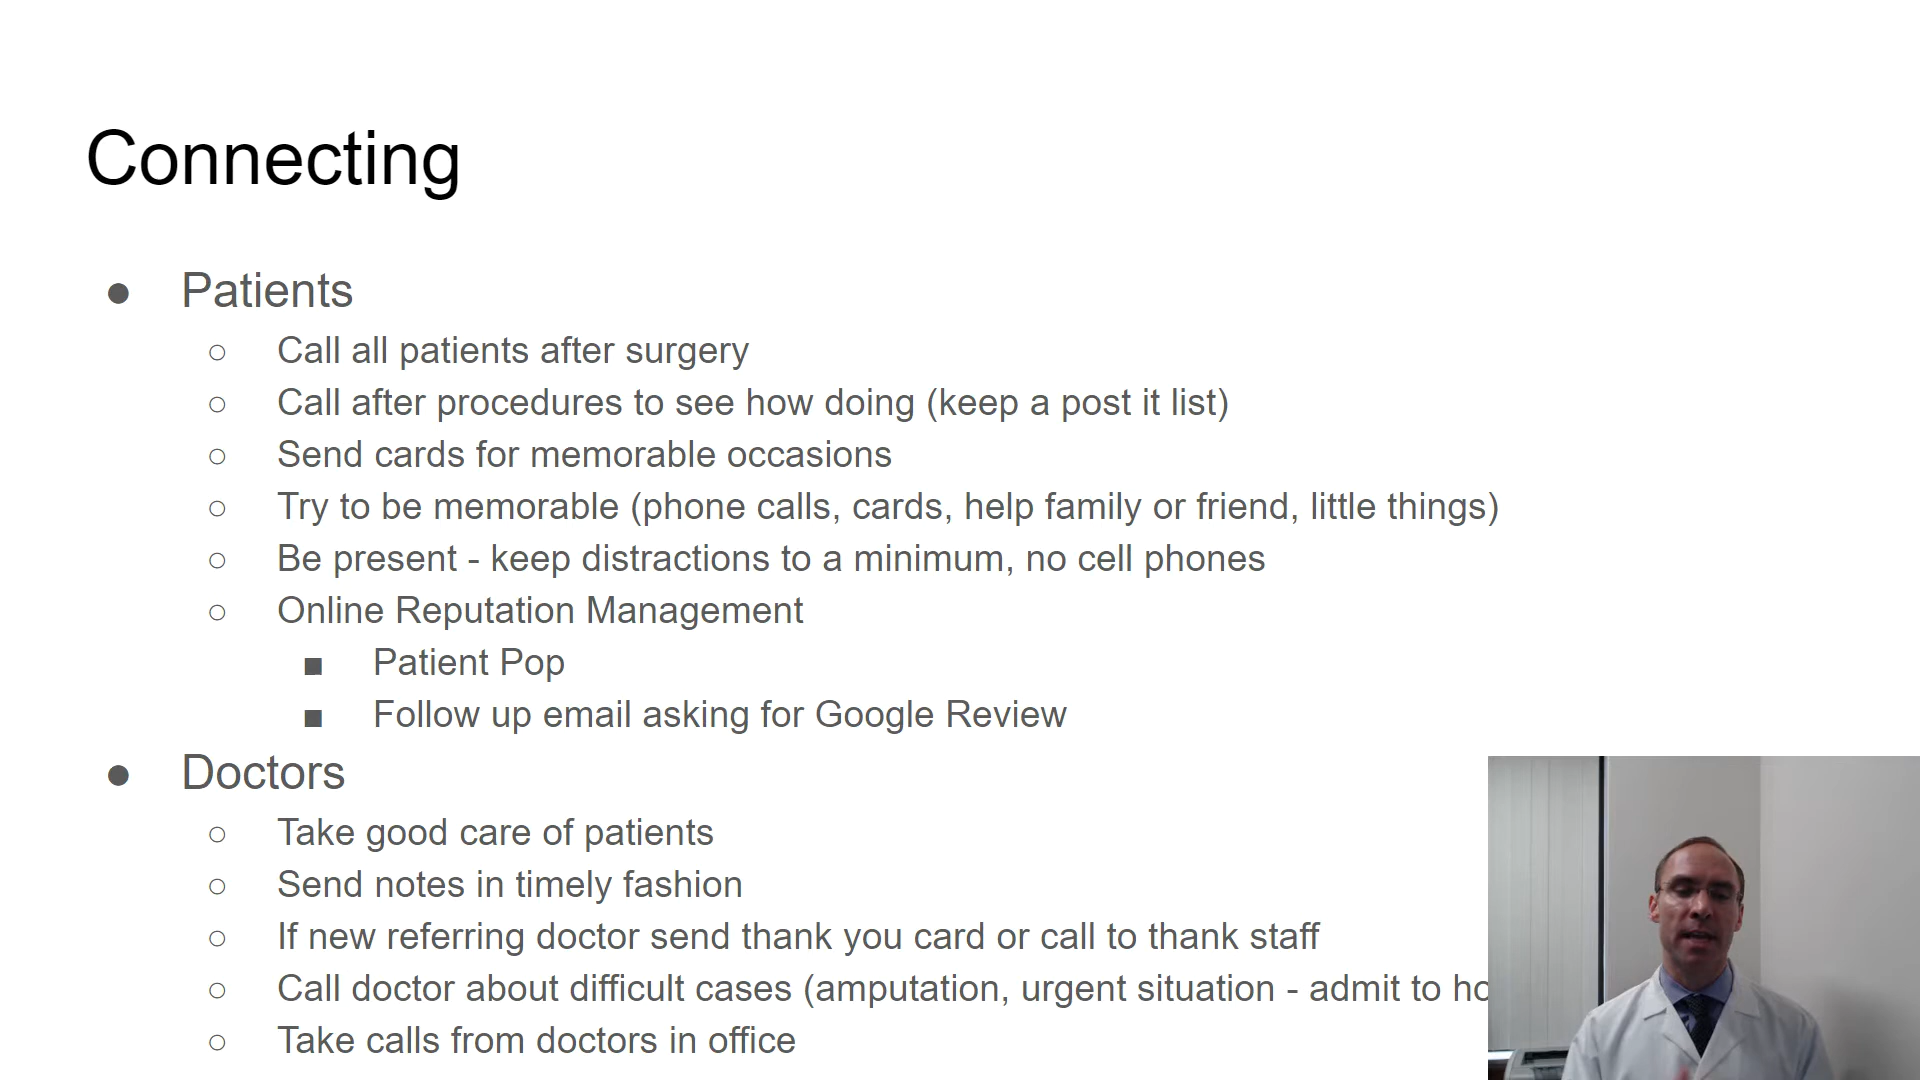 Connecting
● Patients
○ Call all patients after surgery
○ Call after procedures to see how doing (keep a post it list)
○ Send cards for memorable occasions
○ Try to be memorable (phone calls, cards, help family or friend, little things)
○ Be present - keep distractions to a minimum, no cell phones
○ Online Reputation Management
■ Patient Pop
■ Follow up email asking for Google Review
● Doctors
○ Take good care of patients
○ Send notes in timely fashion
○ If new referring doctor send thank you card or call to thank staff
○ Call doctor about difficult cases (amputation, urgent situation - admit to
○ Take calls from doctors in office